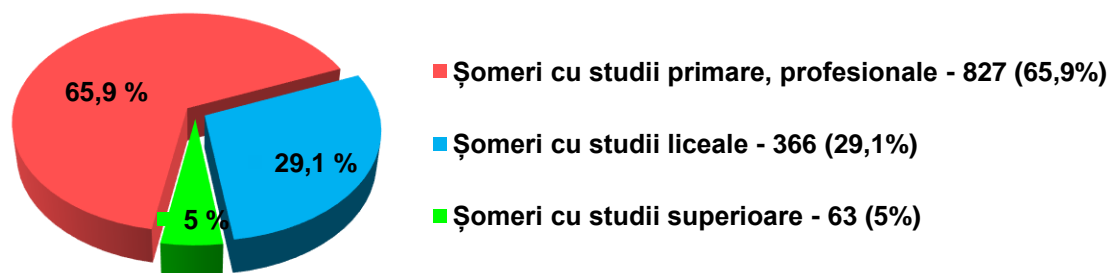 65,9 %
29,1 %
5 %
Șomeri cu studii primare, profesionale - 827 (65,9%)
Șomeri cu studii liceale - 366 (29,1%)
Șomeri cu studii superioare - 63 (5%)